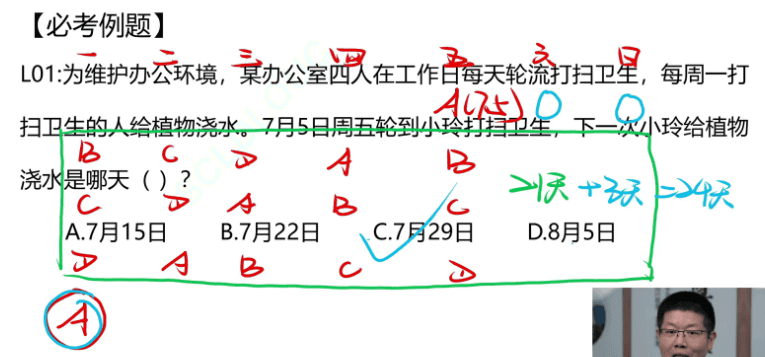 【必考例题】
一 二 三 四 五 六 日
L01:为维护办公环境，某办公室四人在工作日每天轮流打扫卫生，每周一打
A(7.5) 0 0
扫卫生的人给植物浇水。7月5日周五轮到小玲打扫卫生，下一次小玲给植物
B C D A B
浇水是哪天（ ）？
21天+3天=24天
C D A B C
A.7月15日 B.7月22日 C.7月29日 D.8月5日
D A B C D
A